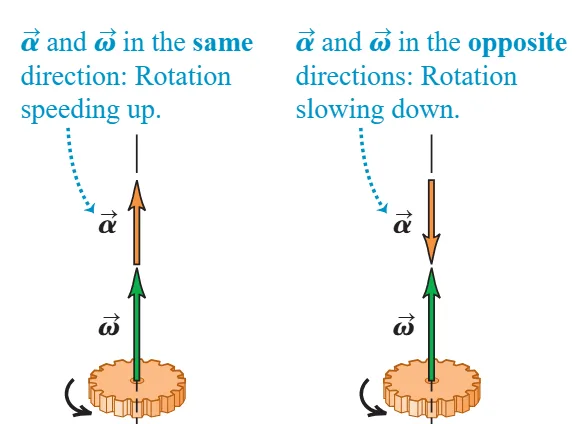 α⃗ and ω⃗ in the same
direction: Rotation
speeding up.
α⃗ and ω⃗ in the opposite
directions: Rotation
slowing down.
α⃗
α⃗
ω⃗
ω⃗